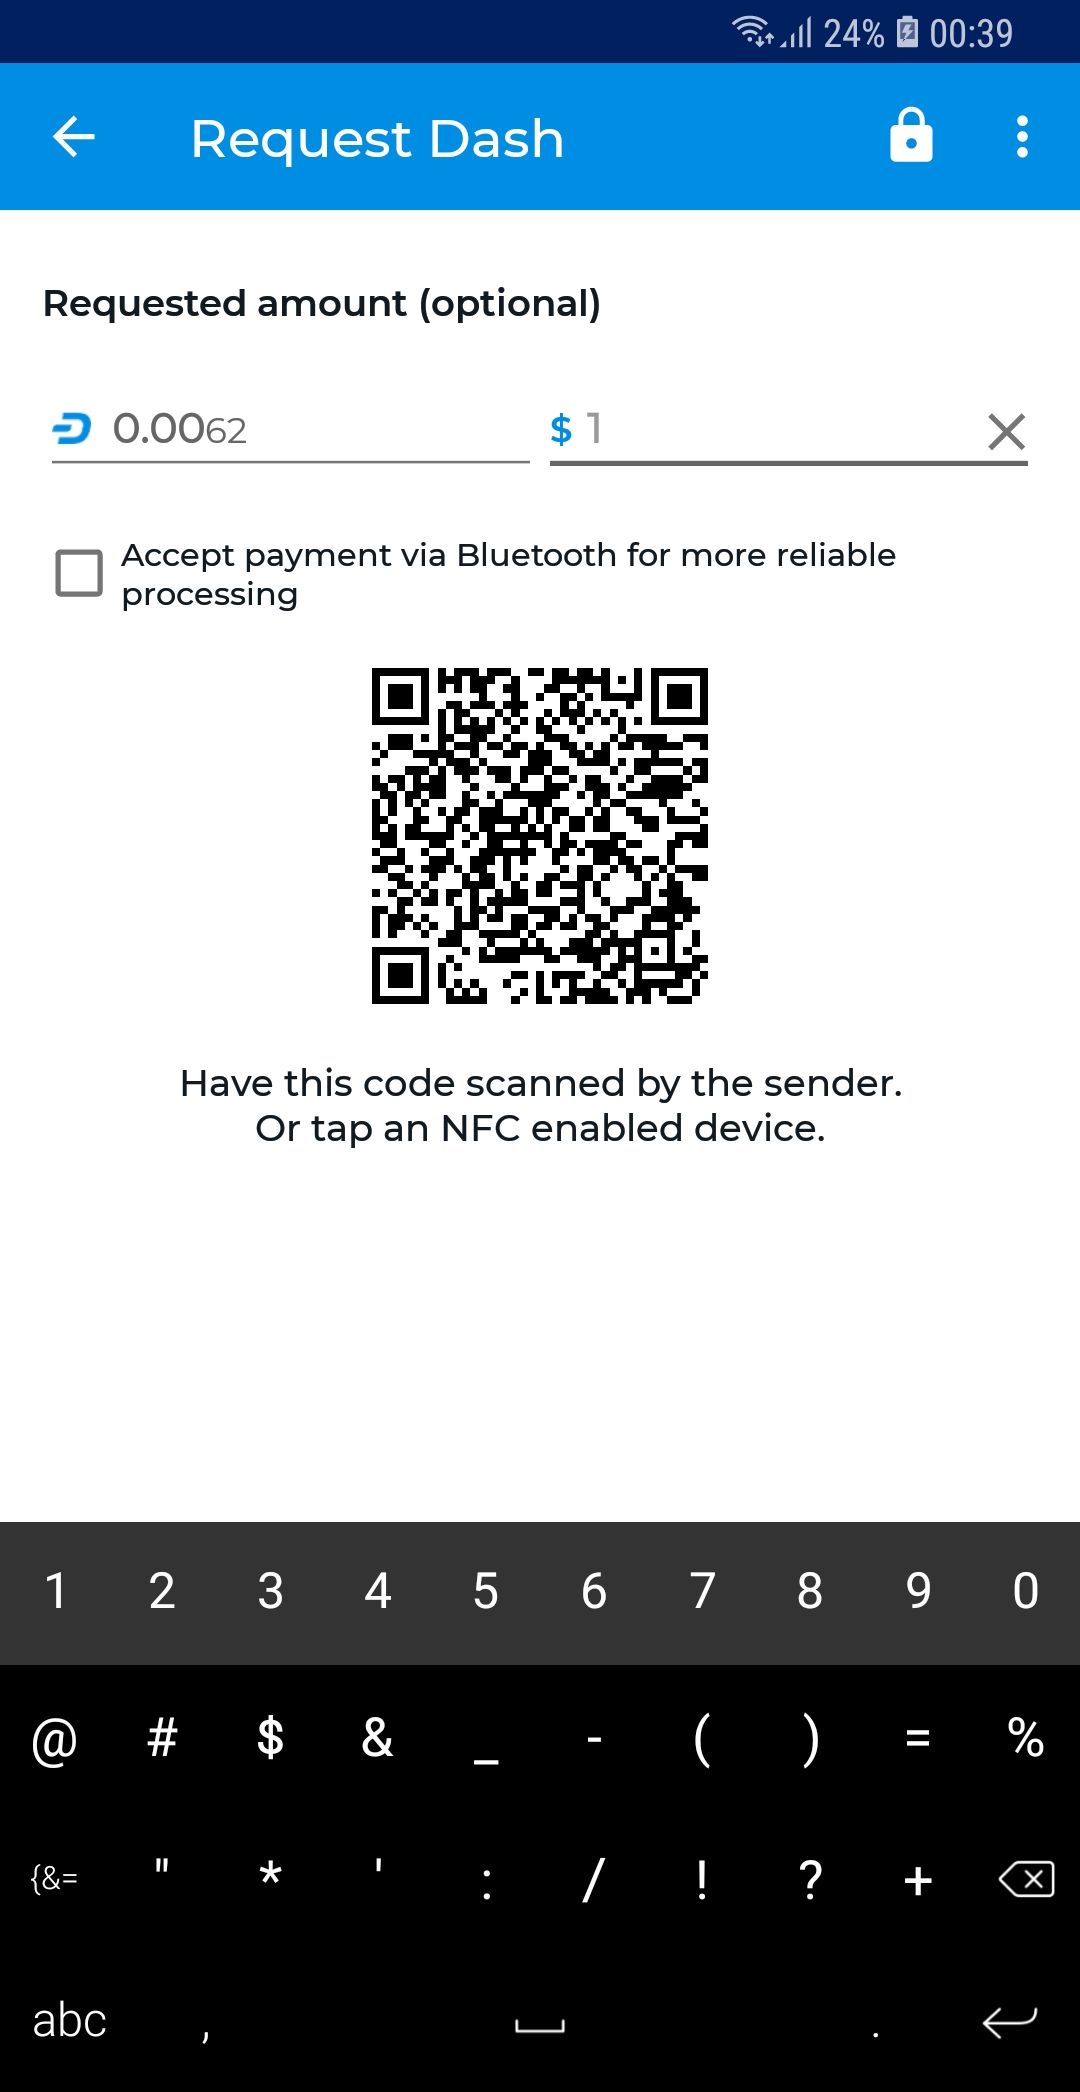 24% 00:39
Request Dash
Requested amount (optional)
0.0062 $ 1
Accept payment via Bluetooth for more reliable
processing
Have this code scanned by the sender.
Or tap an NFC enabled device.
1 2 3 4 5 6 7 8 9 0
@ # $ & _ - ( ) = %
{&= " * ' : / ! ? +
abc , .